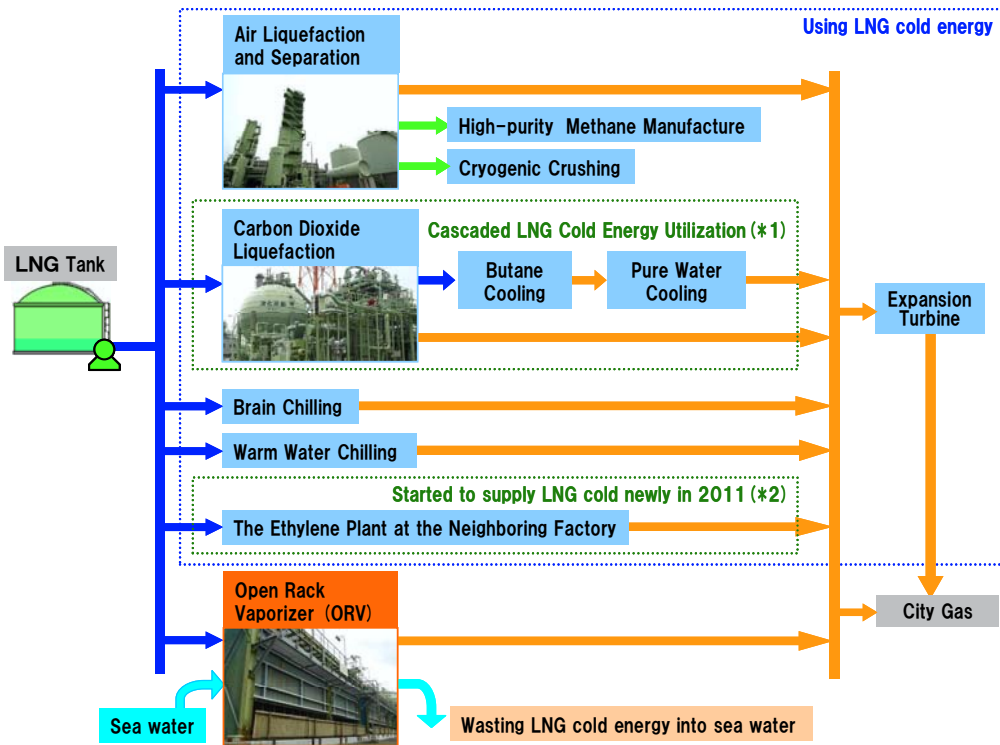 Using LNG cold energy
Air Liquefaction
and Separation
High-purity Methane Manufacture
Cryogenic Crushing
Carbon Dioxide
Liquefaction
Cascaded LNG Cold Energy Utilization (*1)
Butane
Cooling
Pure Water
Cooling
LNG Tank
Expansion
Turbine
Brain Chilling
Warm Water Chilling
Started to supply LNG cold newly in 2011 (*2)
The Ethylene Plant at the Neighboring Factory
Open Rack
Vaporizer (ORV)
City Gas
Sea water
Wasting LNG cold energy into sea water